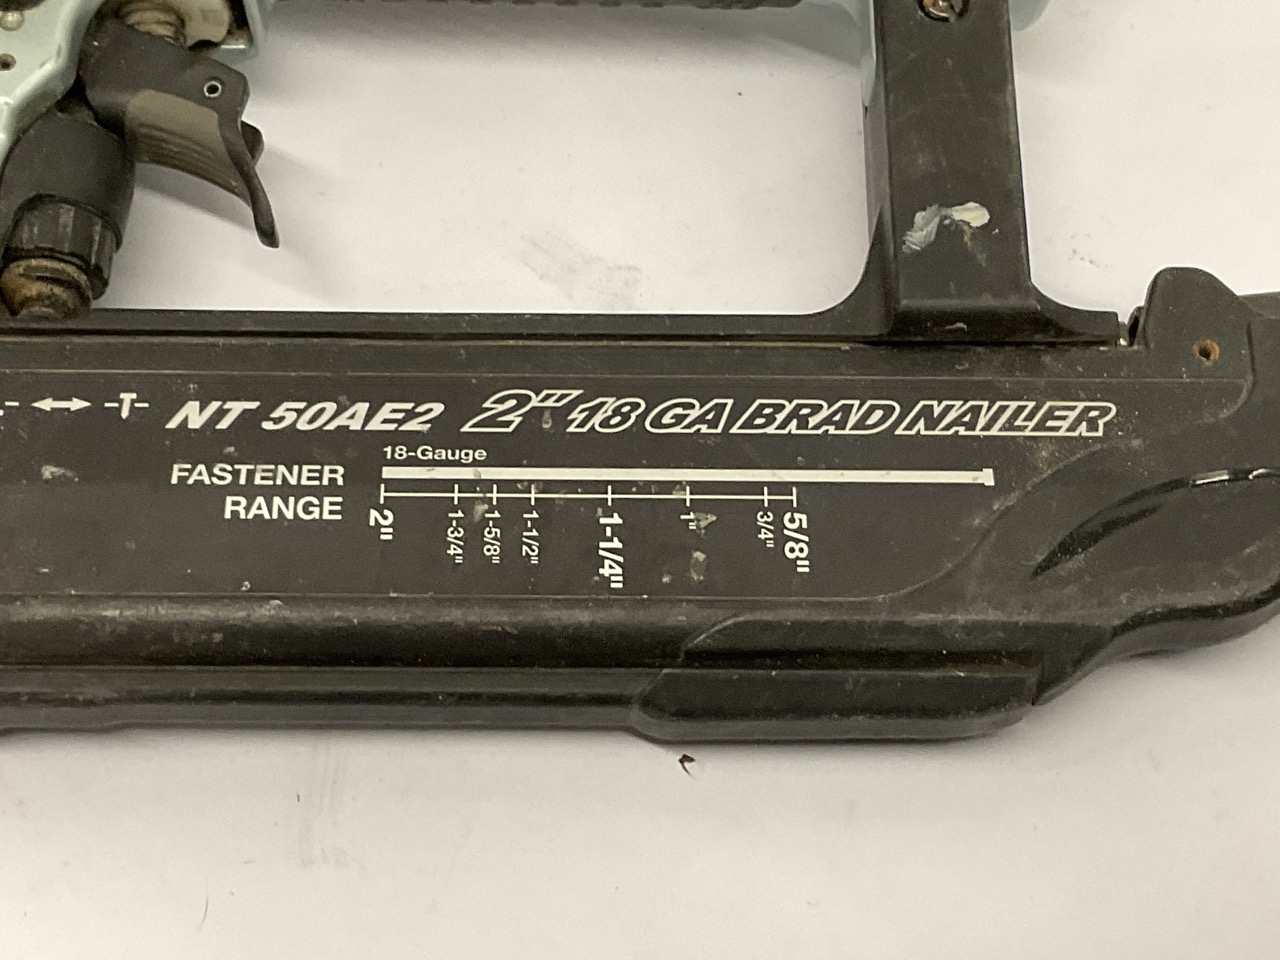 -T- NT 50AE2 2" 18 GA BRAD NAILER
18-Gauge
FASTENER
RANGE
2" 1-3/4" 1-5/8" 1-1/2" 1-1/4" 1" 3/4" 5/8"